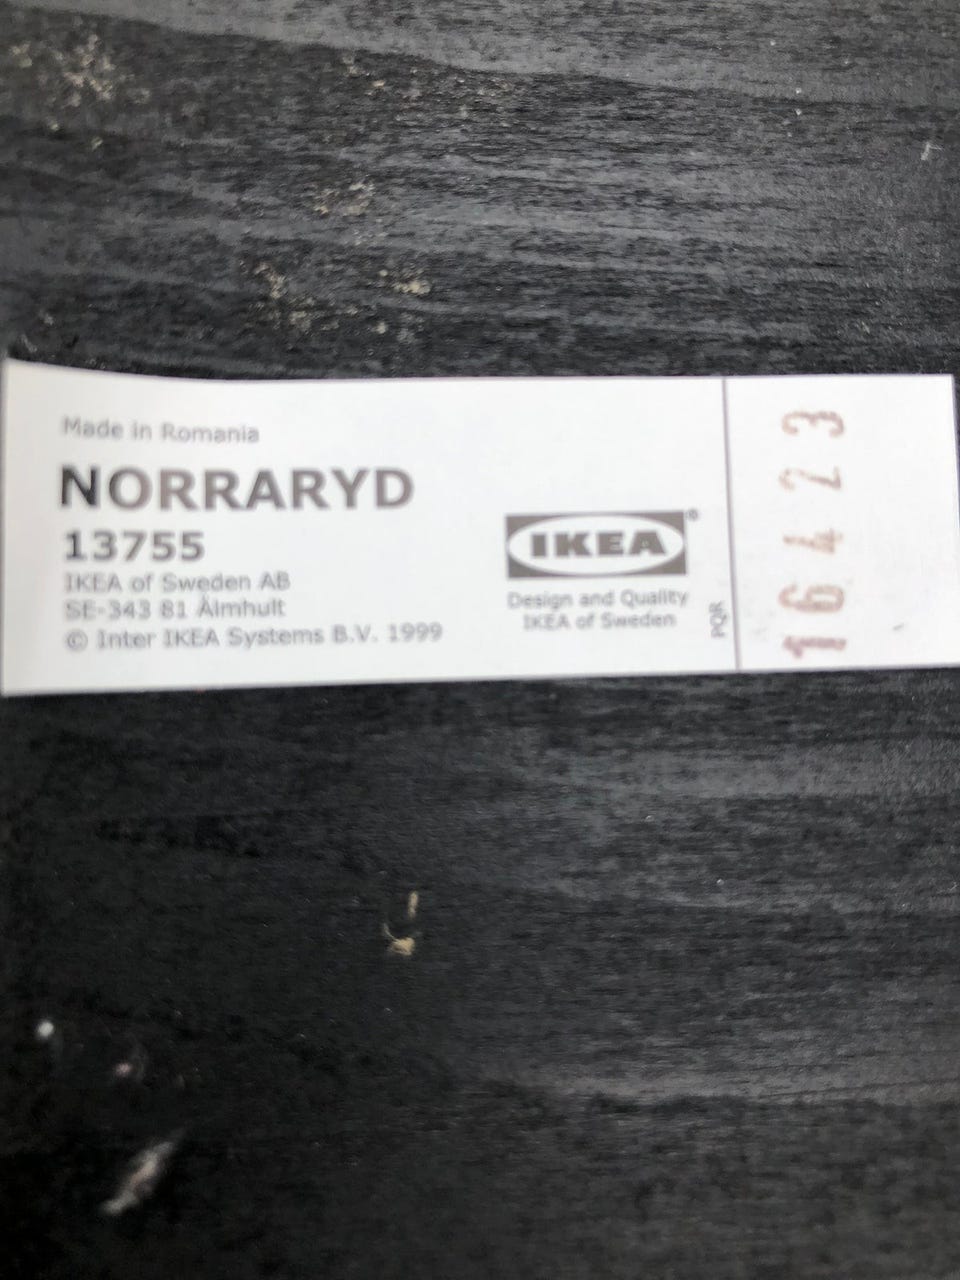 Made in Romania
NORRARYD
13755
IKEA of Sweden AB
SE-343 81 Älmhult
© Inter IKEA Systems B.V. 1999
IKEA®
Design and Quality
IKEA of Sweden
PQR
16423